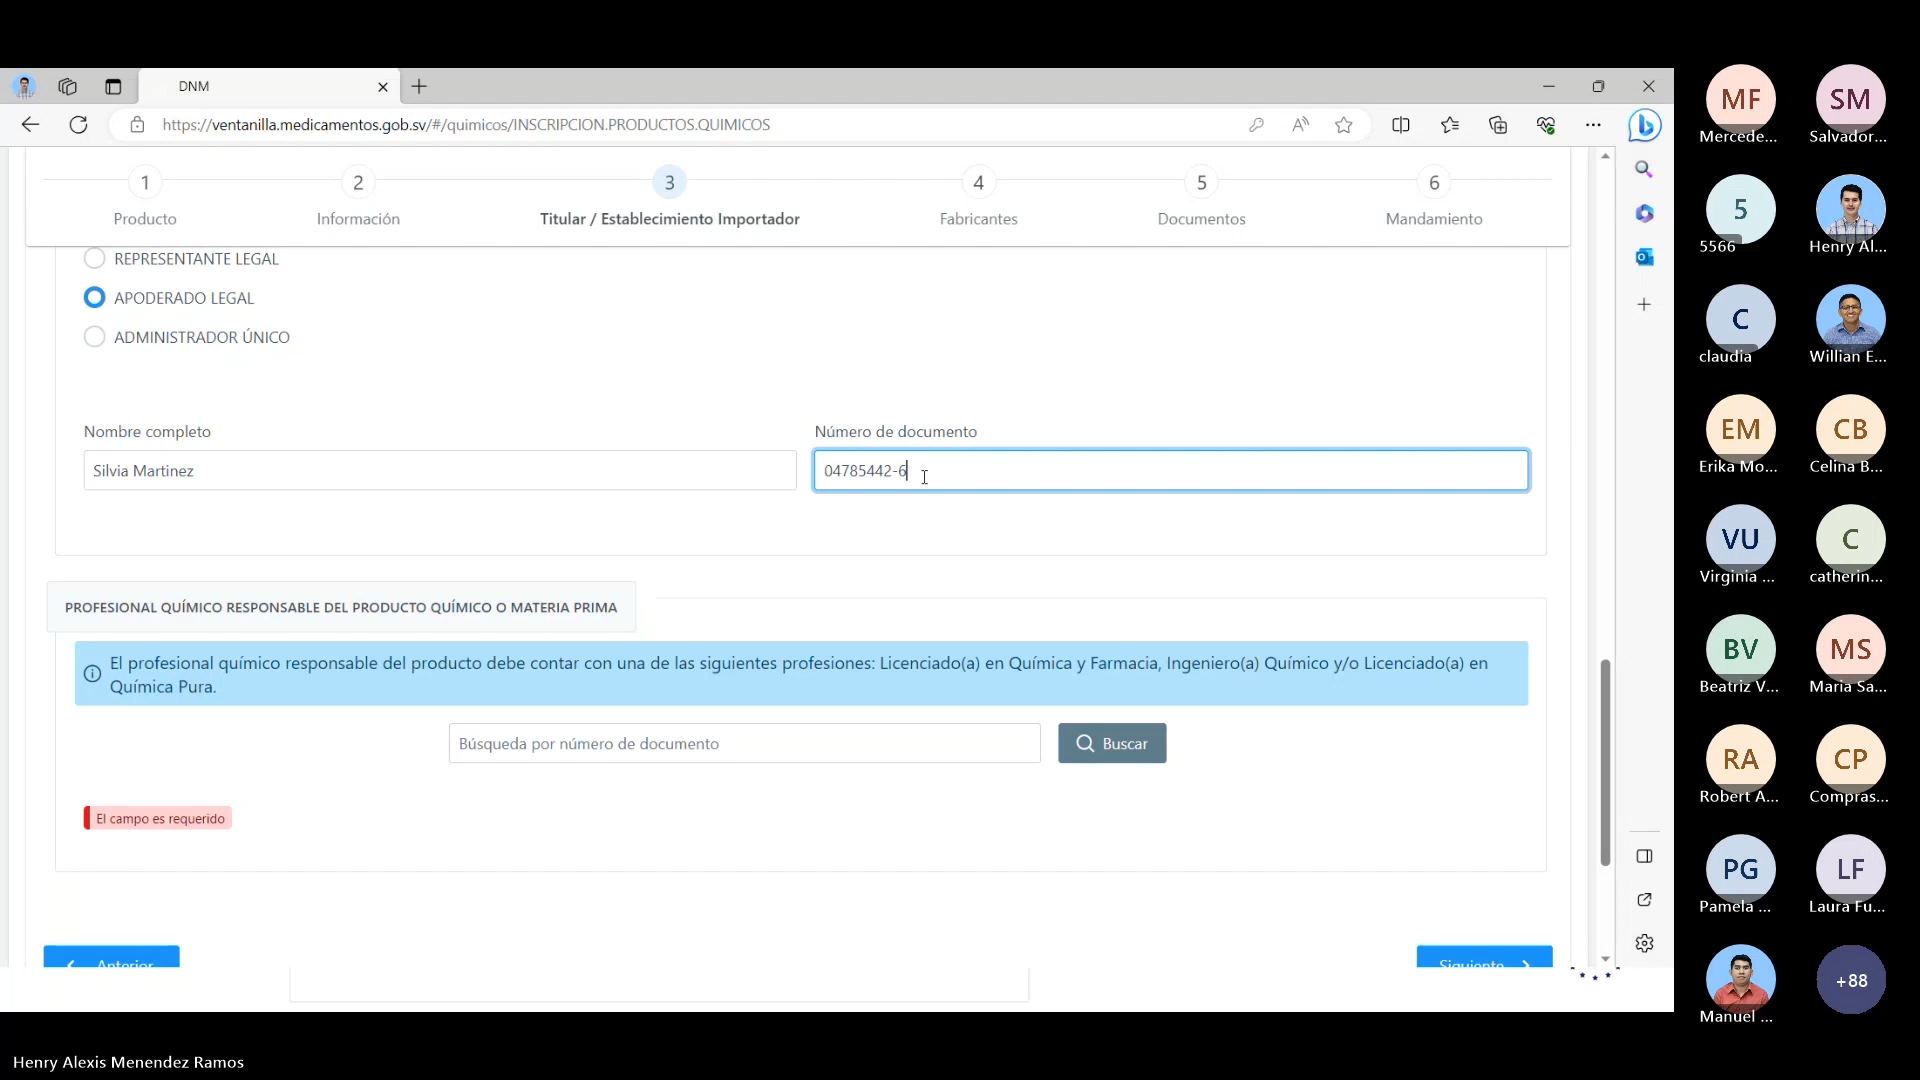 DNM
https://ventanilla.medicamentos.gob.sv/#/quimicos/INSCRIPCION.PRODUCTOS.QUIMICOS
1
2
3
4
5
6
Producto
Información
Titular / Establecimiento Importador
Fabricantes
Documentos
Mandamiento
REPRESENTANTE LEGAL
APODERADO LEGAL
ADMINISTRADOR ÚNICO
Nombre completo
Número de documento
Silvia Martinez
04785442-6
PROFESIONAL QUÍMICO RESPONSABLE DEL PRODUCTO QUÍMICO O MATERIA PRIMA
El profesional químico responsable del producto debe contar con una de las siguientes profesiones: Licenciado(a) en Química y Farmacia, Ingeniero(a) Químico y/o Licenciado(a) en
Química Pura.
Búsqueda por número de documento
Buscar
El campo es requerido
Anterior
Siguiente
MF
Mercede...
SM
Salvador...
5
5566
Henry Al...
C
claudia
Willian E...
EM
Erika Mo...
CB
Celina B...
VU
Virginia ...
C
catherin...
BV
Beatriz V...
MS
Maria Sa...
RA
Robert A...
CP
Compras...
PG
Pamela ...
LF
Laura Fu...
Manuel ...
+88
Henry Alexis Menendez Ramos